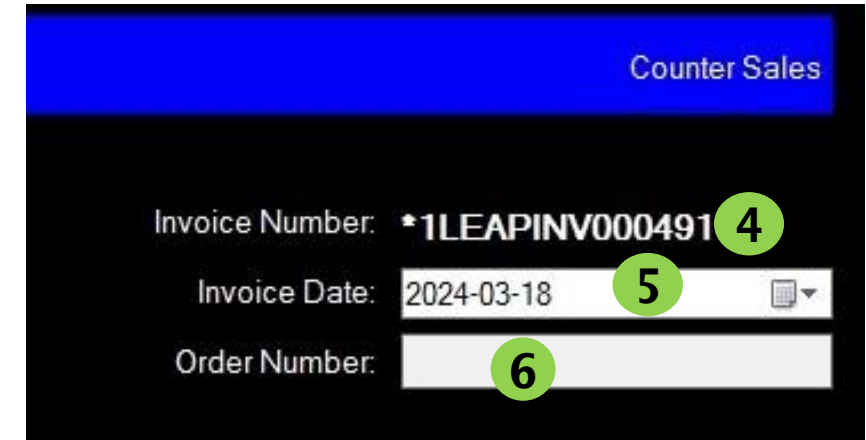 Counter Sales
Invoice Number: *1LEAPINV000491 4
Invoice Date: 2024-03-18 5
Order Number: 6